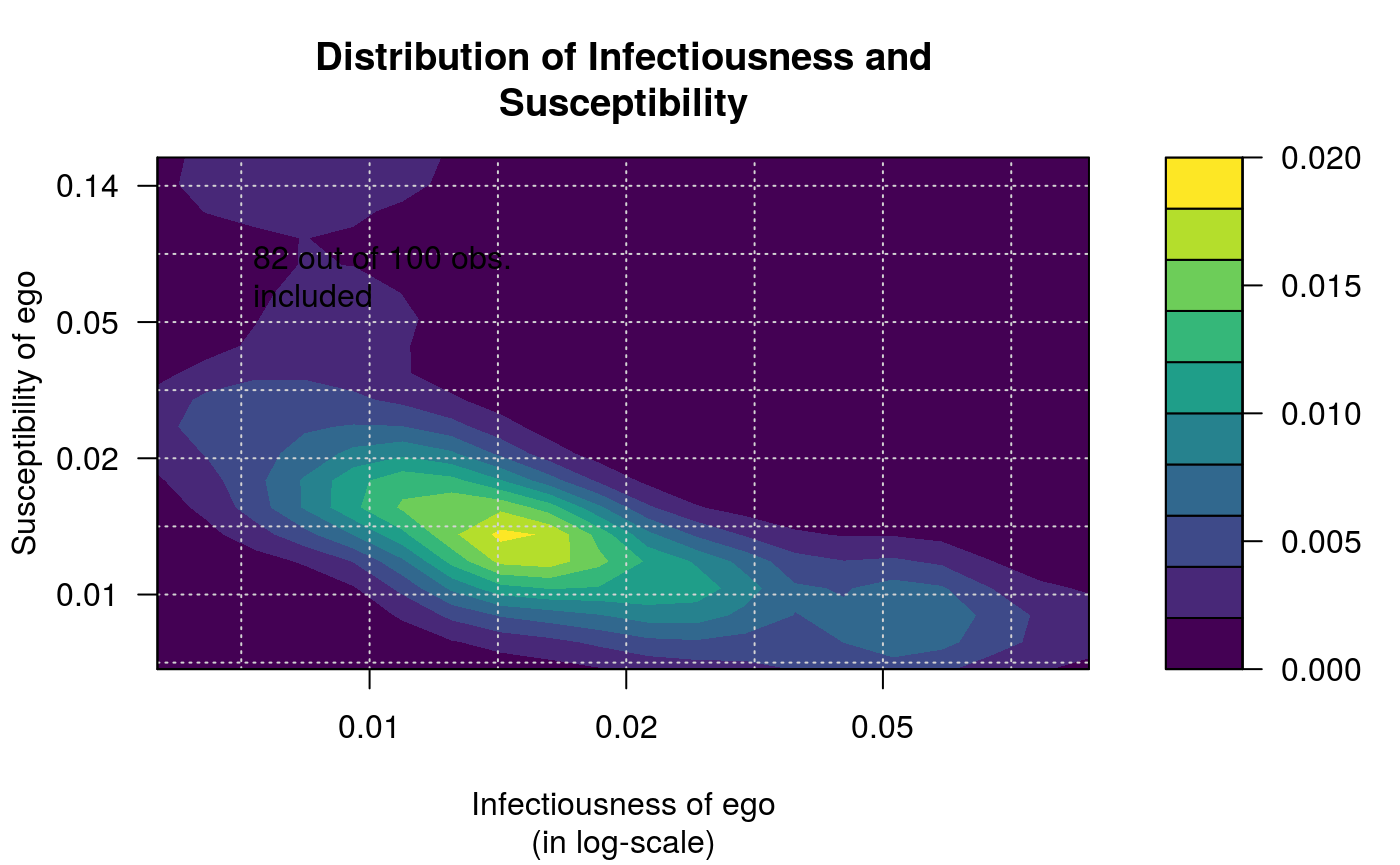 Distribution of Infectiousness and
Susceptibility
0.14
0.05
0.02
0.01
Susceptibility of ego
82 out of 100 obs.
included
0.01 0.02 0.05
Infectiousness of ego
(in log-scale)
0.020
0.015
0.010
0.005
0.000